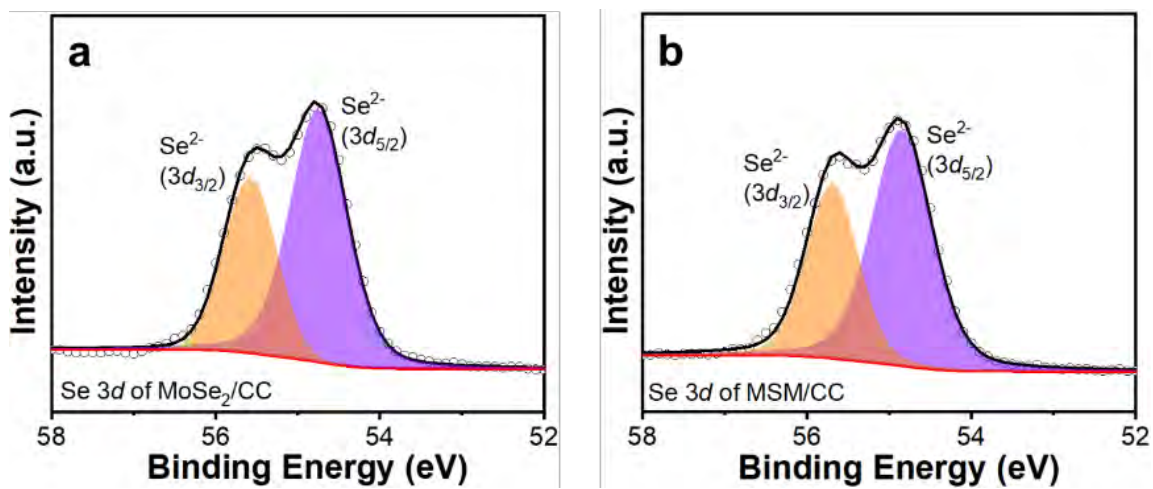 a
Intensity (a.u.)
Se²⁻
(3d₃/₂)
Se²⁻
(3d₅/₂)
Se 3d of MoSe₂/CC
58 56 54 52
Binding Energy (eV)
b
Intensity (a.u.)
Se²⁻
(3d₃/₂)
Se²⁻
(3d₅/₂)
Se 3d of MSM/CC
58 56 54 52
Binding Energy (eV)